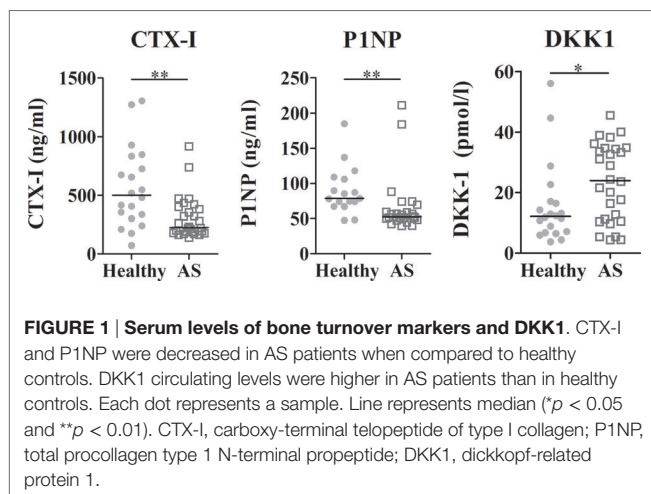 CTX-I
P1NP
DKK1
1500
1000
500
0
CTX-I (ng/ml)
**
Healthy
AS
250
200
150
100
50
0
P1NP (ng/ml)
**
Healthy
AS
60
40
20
0
DKK-1 (pmol/l)
*
Healthy
AS
FIGURE 1 | Serum levels of bone turnover markers and DKK1. CTX-I
and P1NP were decreased in AS patients when compared to healthy
controls. DKK1 circulating levels were higher in AS patients than in healthy
controls. Each dot represents a sample. Line represents median (*p < 0.05
and **p < 0.01). CTX-I, carboxy-terminal telopeptide of type I collagen; P1NP,
total procollagen type 1 N-terminal propeptide; DKK1, dickkopf-related
protein 1.